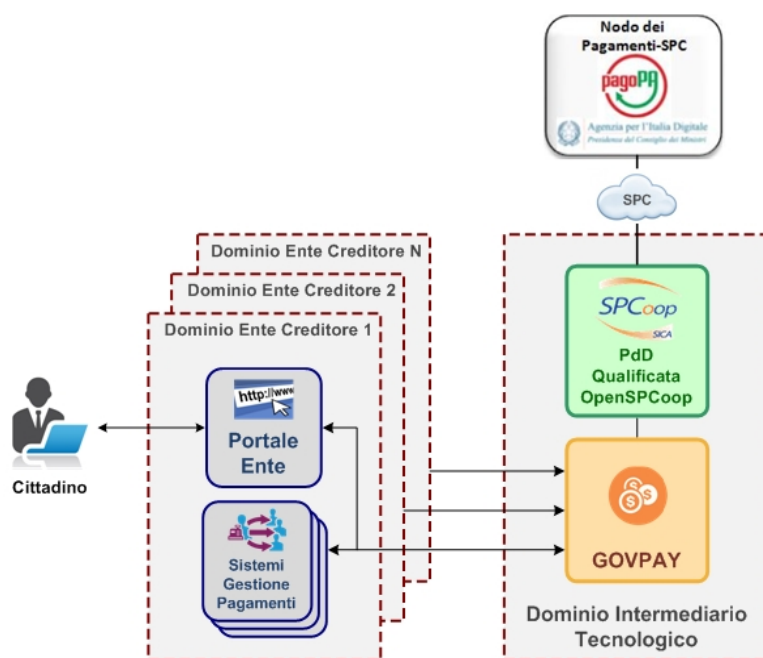 Nodo dei
Pagamenti-SPC
pagoPA
Agenzia per l'Italia Digitale
Presidenza del Consiglio dei Ministri
SPC
Dominio Ente Creditore N
Dominio Ente Creditore 2
Dominio Ente Creditore 1
SPCoop
SICA
PdD
Qualificata
OpenSPCoop
http://www
Portale
Ente
Cittadino
Sistemi
Gestione
Pagamenti
GOVPAY
Dominio Intermediario
Tecnologico